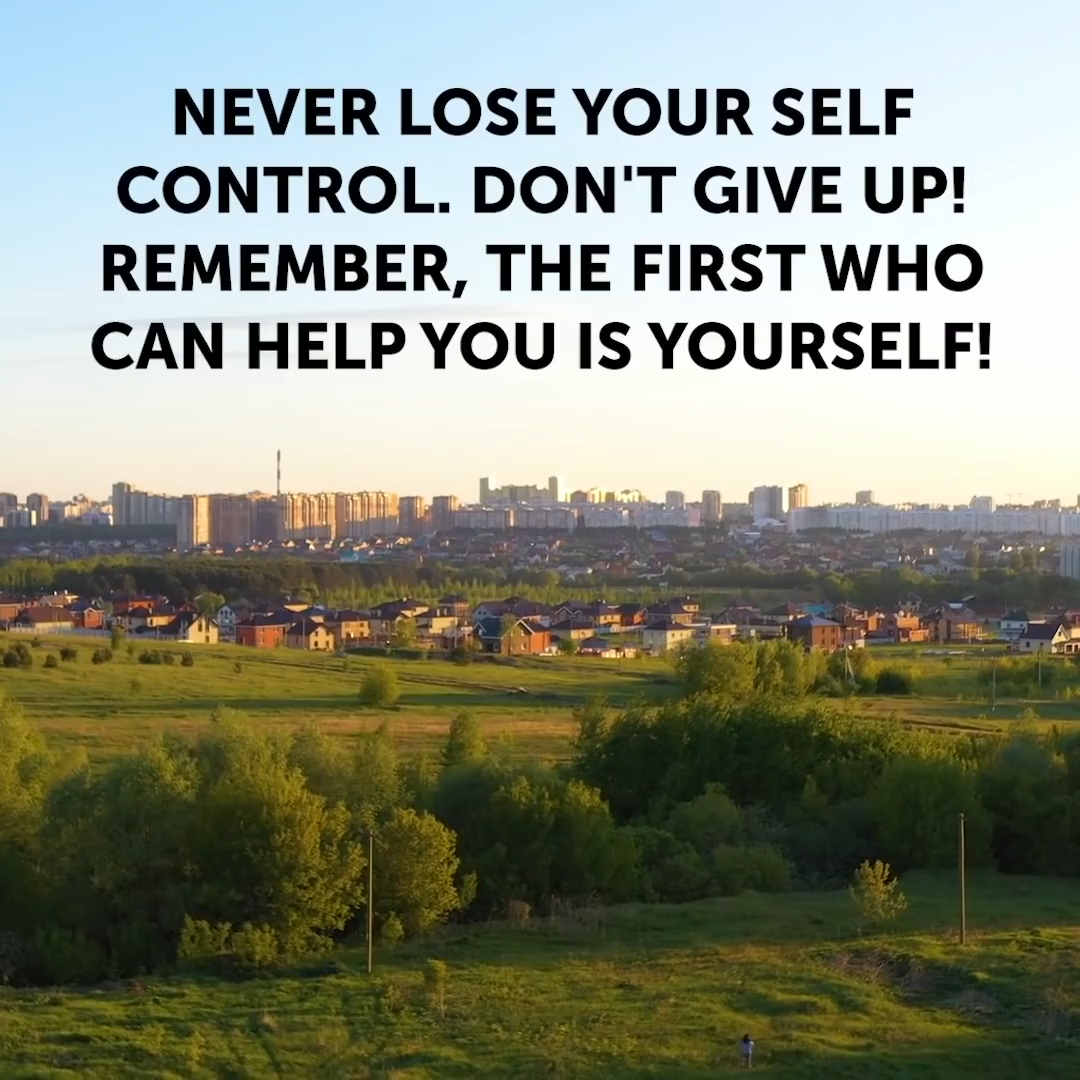 NEVER LOSE YOUR SELF
CONTROL. DON'T GIVE UP!
REMEMBER, THE FIRST WHO
CAN HELP YOU IS YOURSELF!